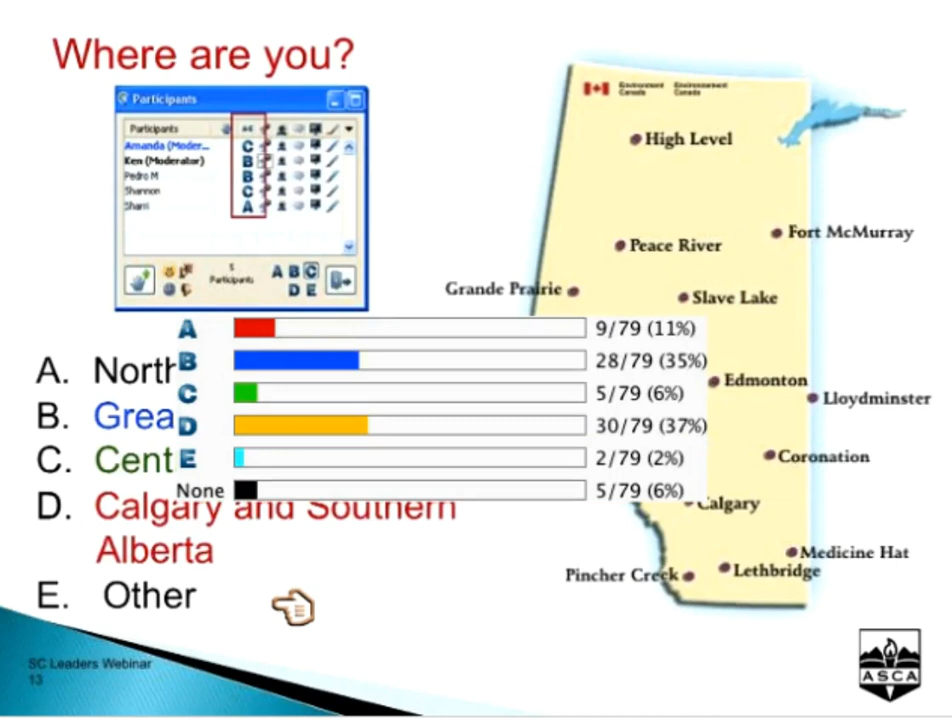 Where are you?
Participants
Participants
Amanda (Moder...
Ken (Moderator)
Pedro M
Shannon
Sharri
C
B
B
C
A
5
Participants
A B C
D E
Environment Canada
Environnement Canada
High Level
Fort McMurray
Peace River
Grande Prairie
Slave Lake
Edmonton
Lloydminster
Coronation
Calgary
Medicine Hat
Lethbridge
Pincher Creek
A 9/79 (11%)
B 28/79 (35%)
C 5/79 (6%)
D 30/79 (37%)
E 2/79 (2%)
None 5/79 (6%)
A. North
B. Grea
C. Cent
D. Calgary and Southern
Alberta
E. Other
SC Leaders Webinar
13
ASCA